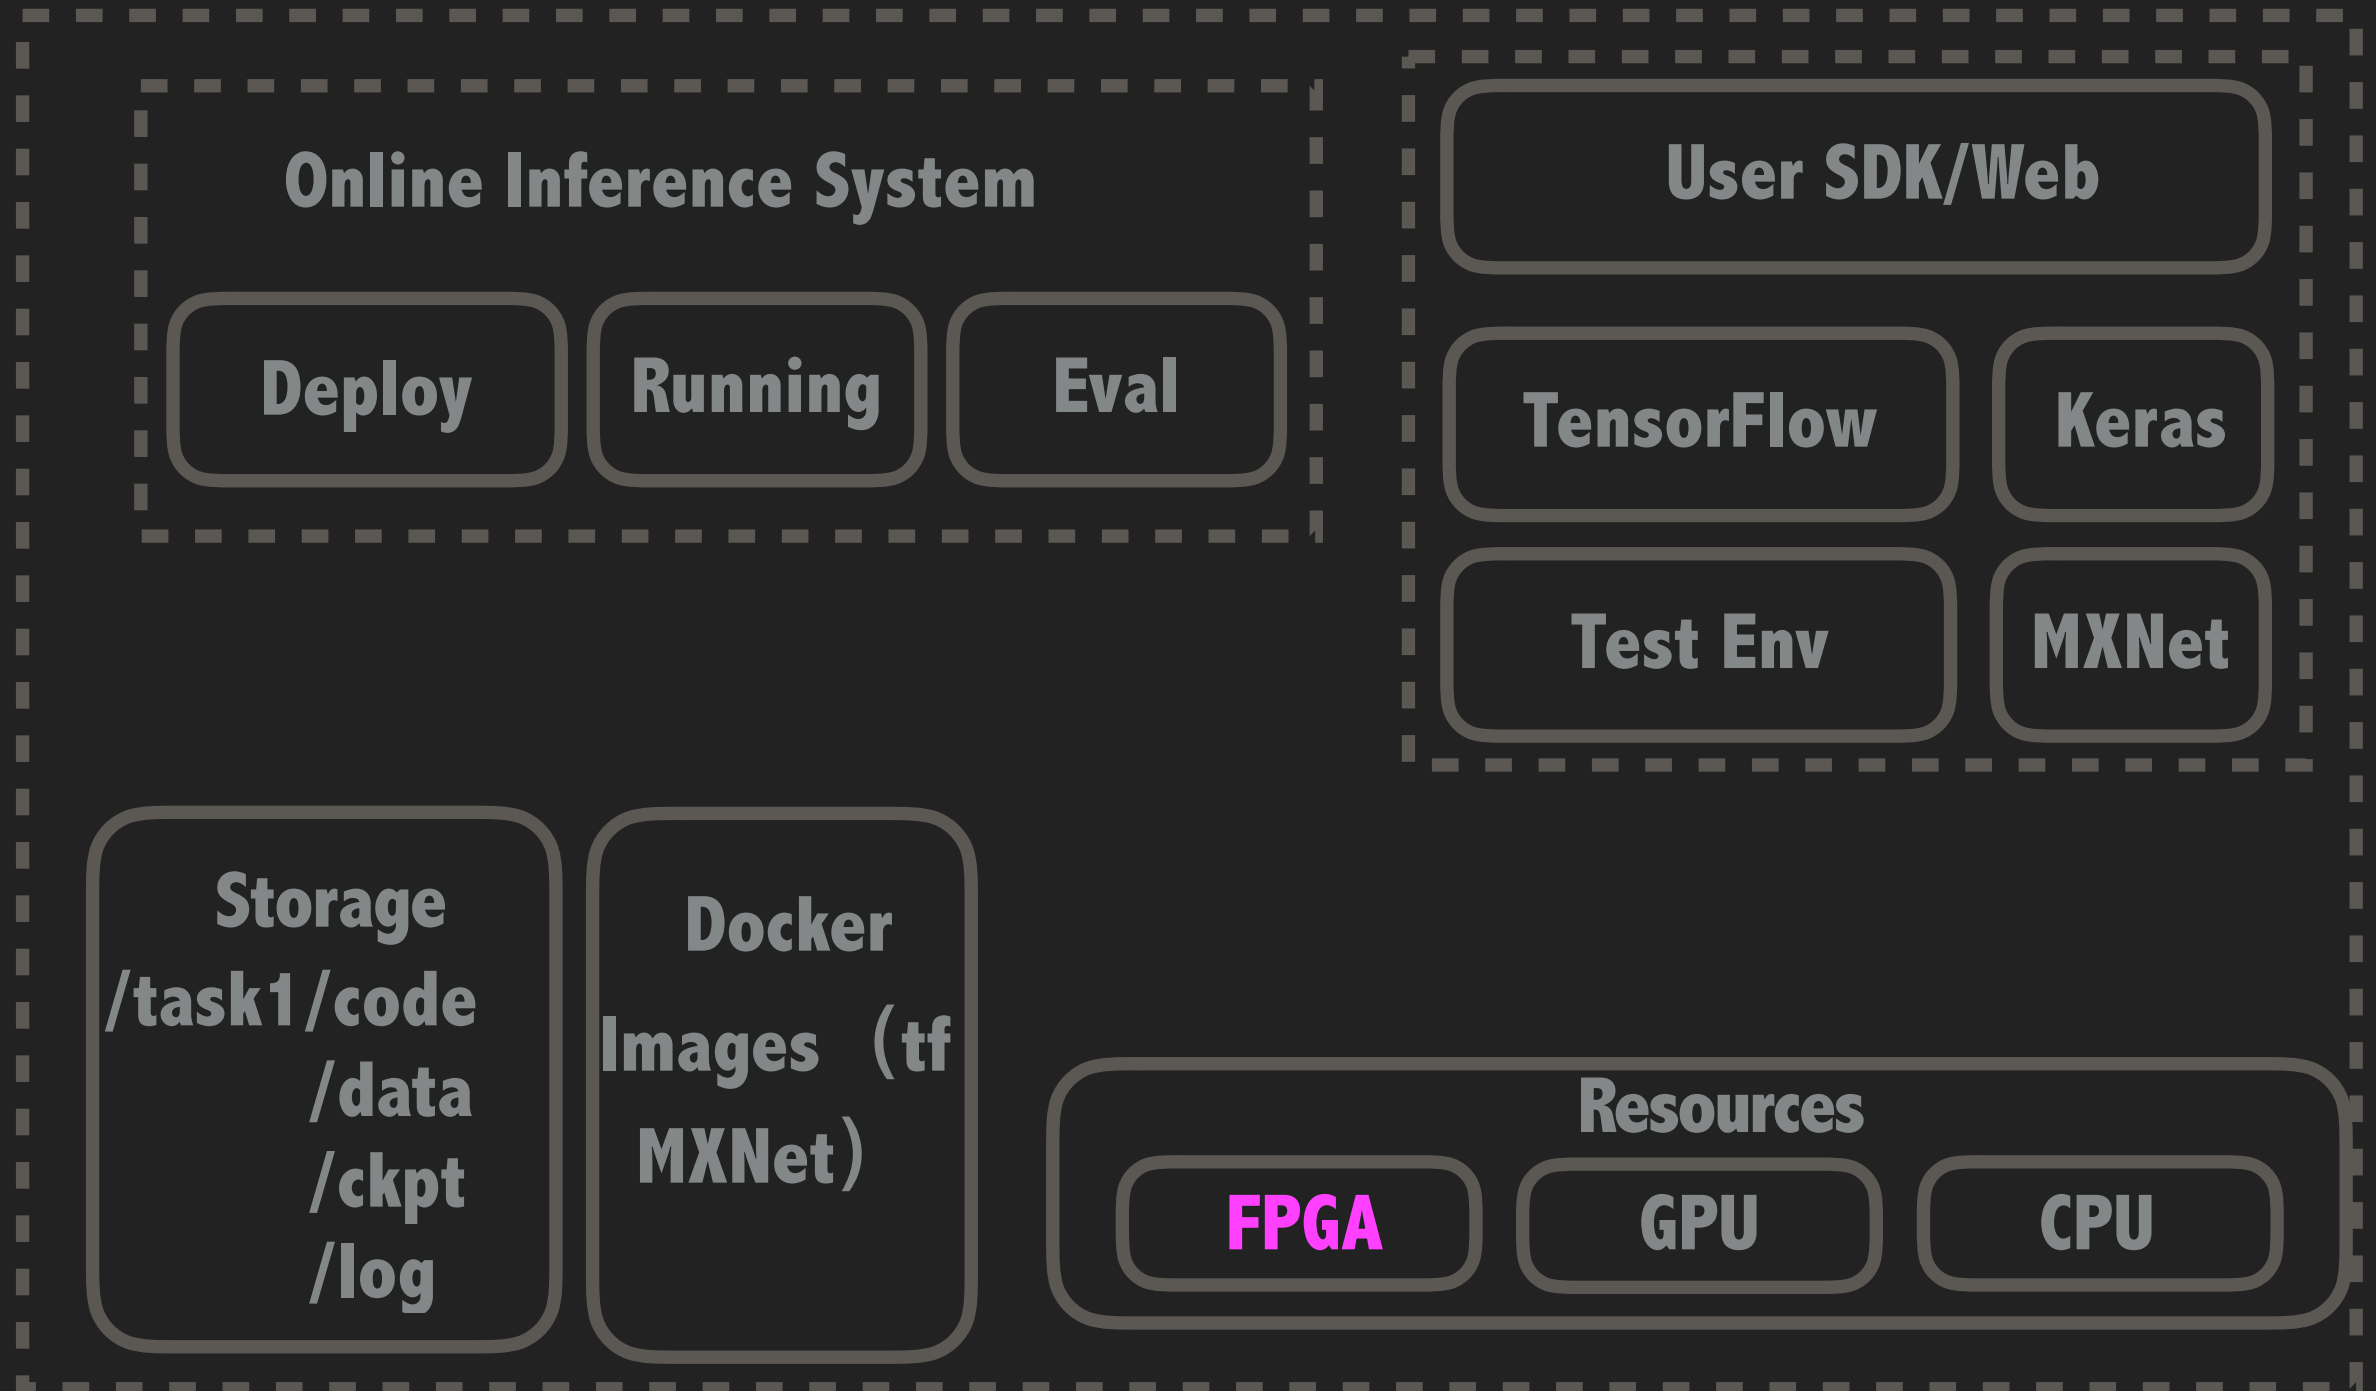 Online Inference System
Deploy
Running
Eval
User SDK/Web
TensorFlow
Keras
Test Env
MXNet
Storage
/task1/code
/data
/ckpt
/log
Docker
Images (tf
MXNet)
Resources
FPGA
GPU
CPU